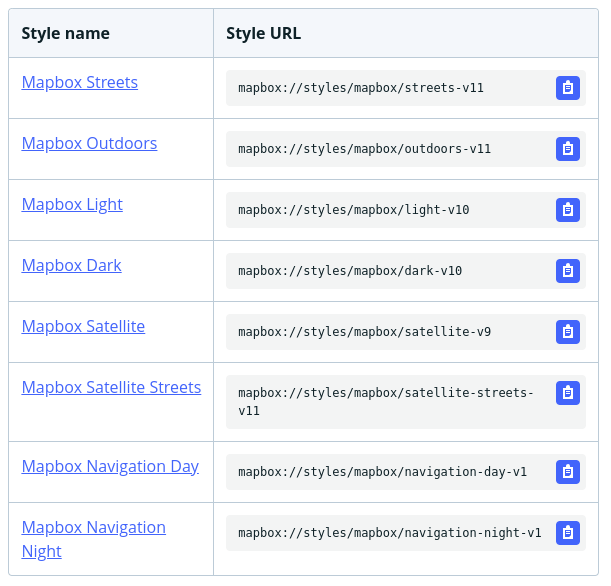 Style name
Style URL
Mapbox Streets
mapbox://styles/mapbox/streets-v11
Mapbox Outdoors
mapbox://styles/mapbox/outdoors-v11
Mapbox Light
mapbox://styles/mapbox/light-v10
Mapbox Dark
mapbox://styles/mapbox/dark-v10
Mapbox Satellite
mapbox://styles/mapbox/satellite-v9
Mapbox Satellite Streets
mapbox://styles/mapbox/satellite-streets-
v11
Mapbox Navigation Day
mapbox://styles/mapbox/navigation-day-v1
Mapbox Navigation
Night
mapbox://styles/mapbox/navigation-night-v1